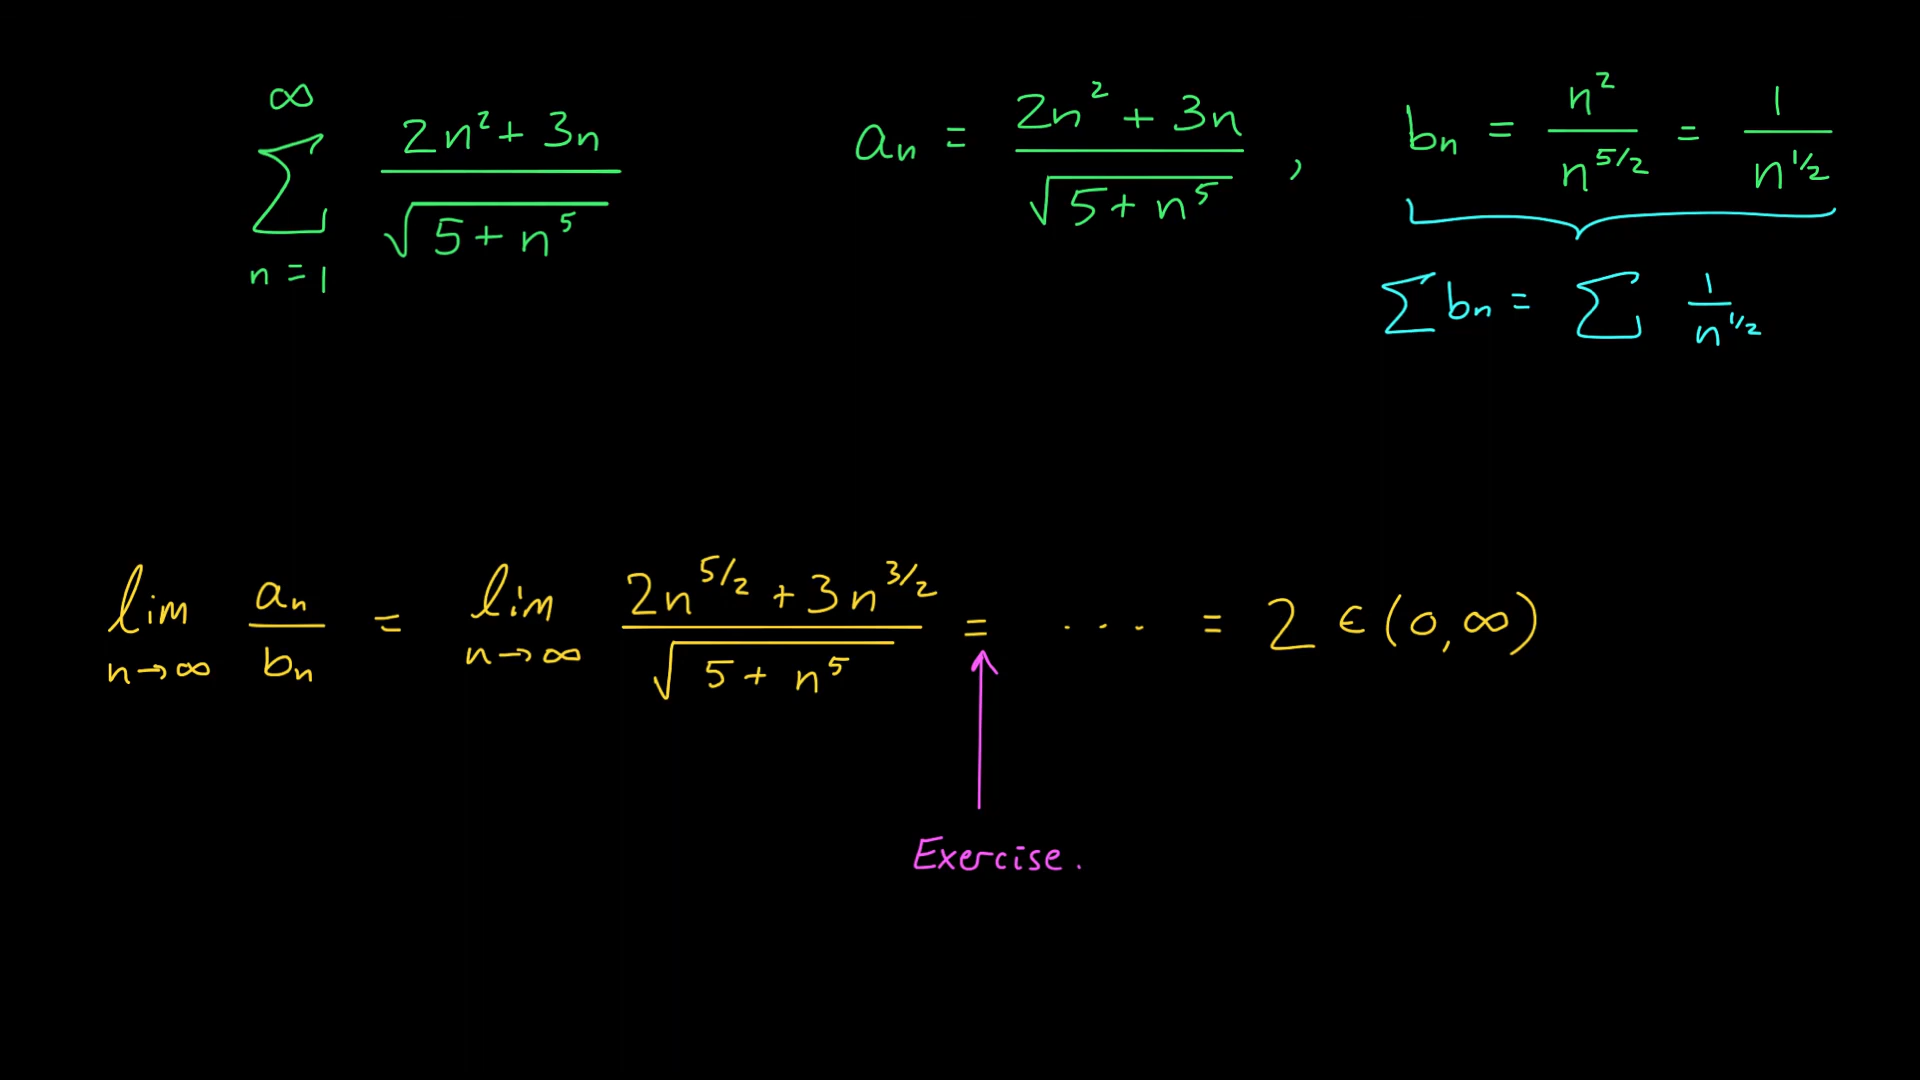 ∞
∑ (2n² + 3n)/√(5 + n⁵)
n = 1
aₙ = (2n² + 3n)/√(5 + n⁵) , bₙ = n²/n^(5/2) = 1/n^(1/2)
∑ bₙ = ∑ 1/n^(1/2)
lim n→∞ aₙ/bₙ = lim n→∞ (2n^(5/2) + 3n^(3/2))/√(5 + n⁵) = ... = 2 ∈ (0, ∞)
Exercise.